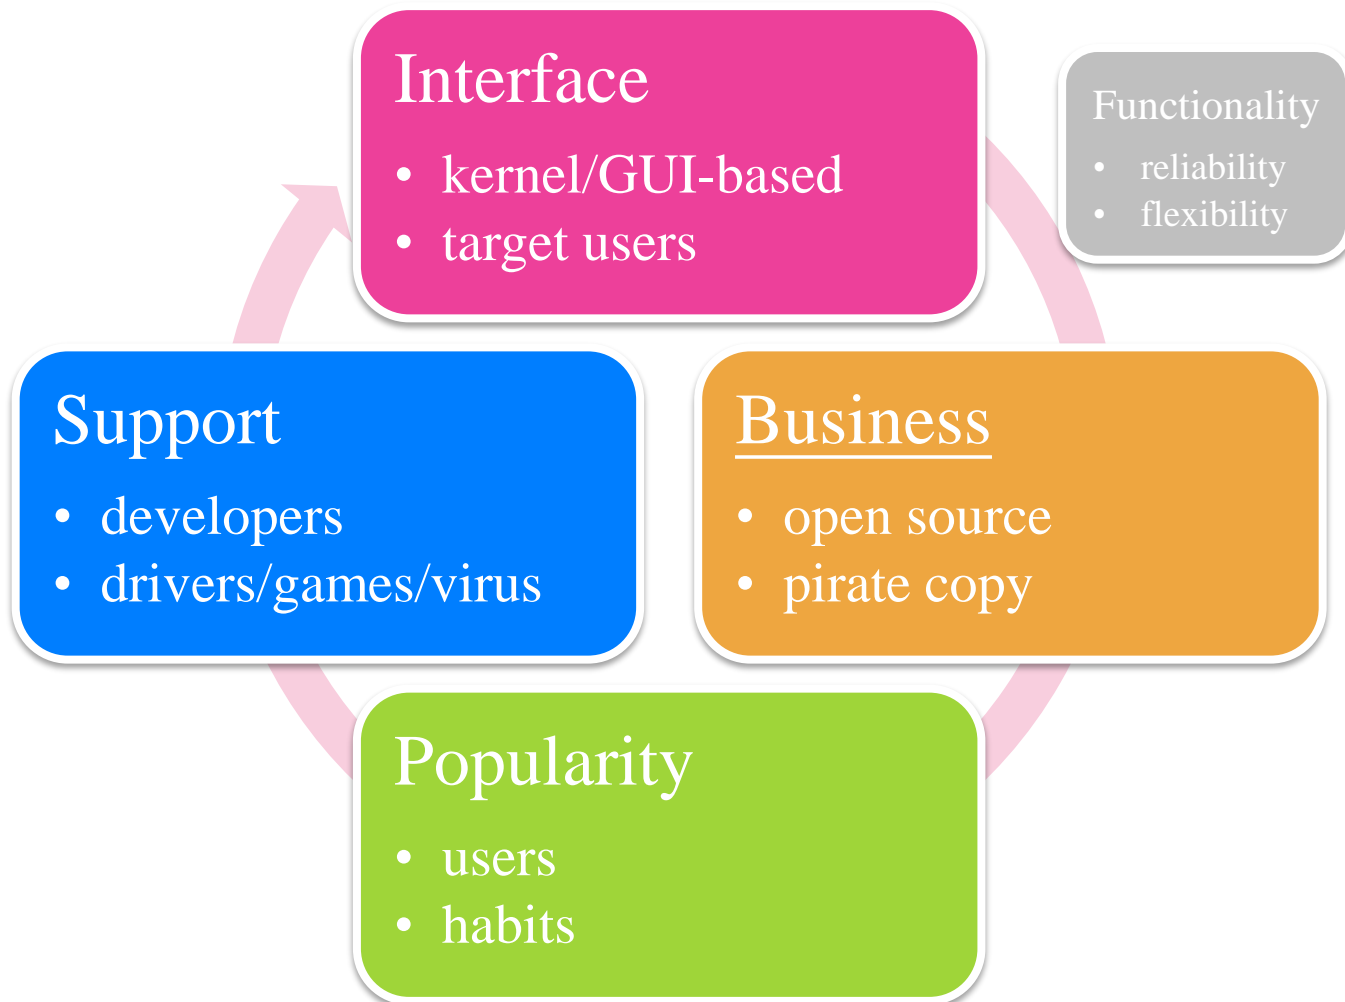 Interface
• kernel/GUI-based
• target users
Functionality
• reliability
• flexibility
Support
• developers
• drivers/games/virus
Business
• open source
• pirate copy
Popularity
• users
• habits